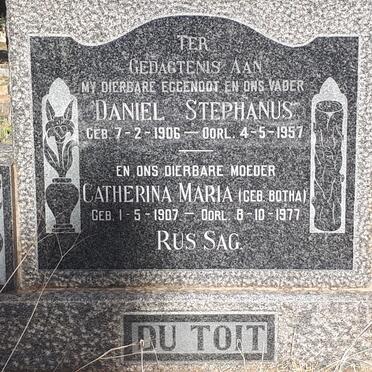 TER
GEDAGTENIS AAN
MY DIERBARE EGGENOOT EN ONS VADER
DANIEL STEPHANUS
GEB. 7-2-1906 — OORL. 4-5-1957
EN ONS DIERBARE MOEDER
CATHERINA MARIA (GEB. BOTHA)
GEB. 1-5-1907 — OORL. 8-10-1977
RUS SAG.
DU TOIT